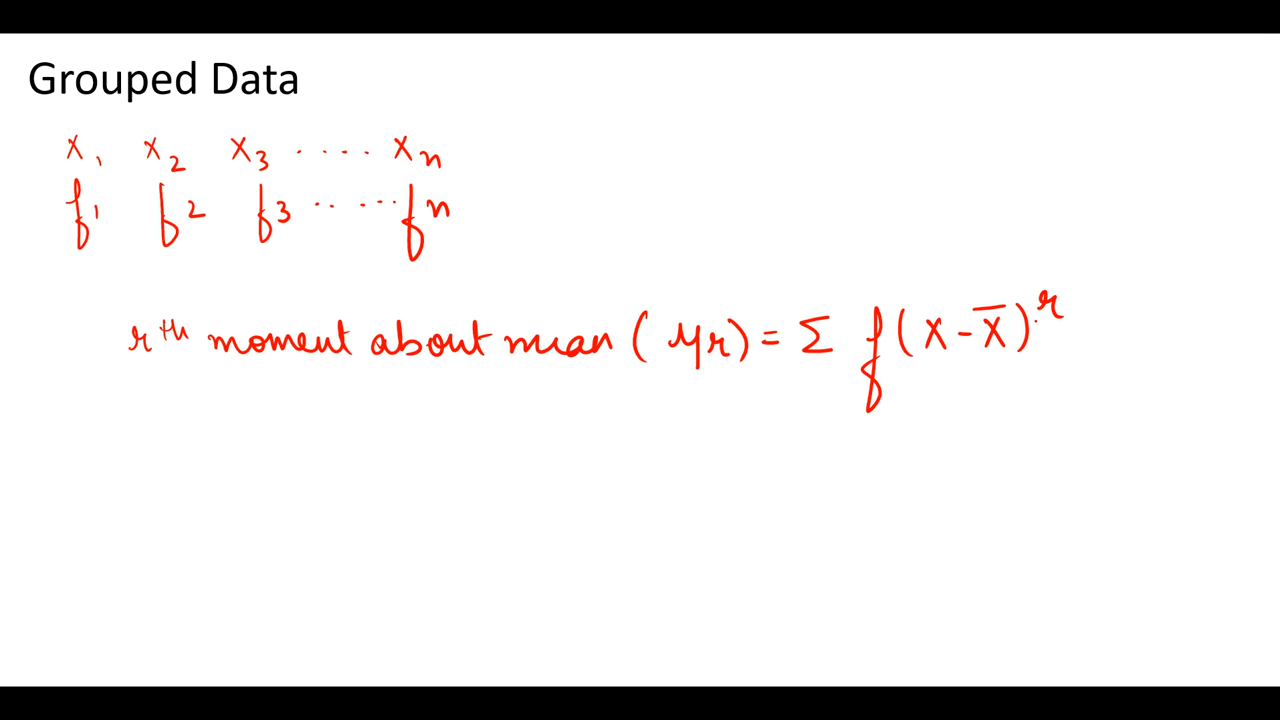 Grouped Data
x₁ x₂ x₃ .... xₙ
f₁ f₂ f₃ ..... fₙ
rᵗʰ moment about mean (μr) = Σ f(x - x̄)ʳ